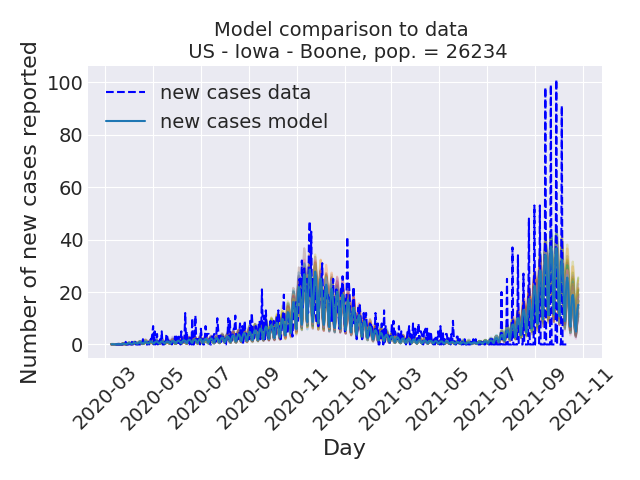 Model comparison to data
US - Iowa - Boone, pop. = 26234
Number of new cases reported
100
80
60
40
20
0
new cases data
new cases model
2020-03
2020-05
2020-07
2020-09
2020-11
2021-01
2021-03
2021-05
2021-07
2021-09
2021-11
Day